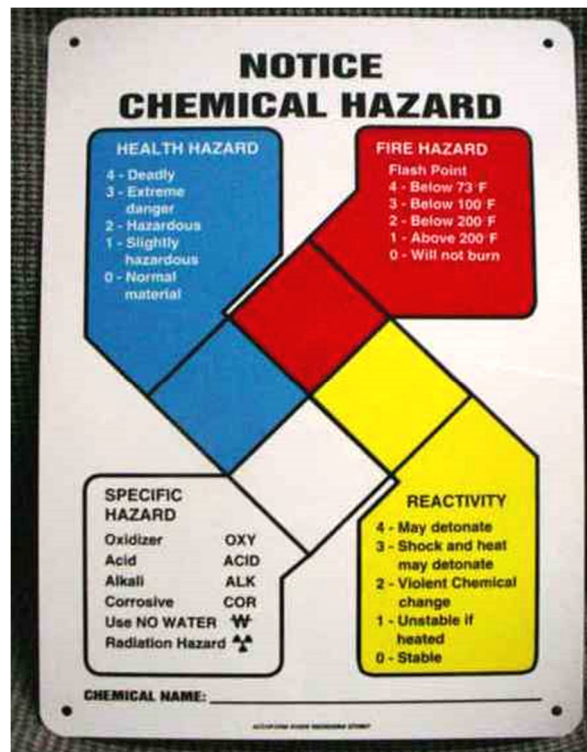 NOTICE
CHEMICAL HAZARD
HEALTH HAZARD
4 - Deadly
3 - Extreme
danger
2 - Hazardous
1 - Slightly
hazardous
0 - Normal
material
FIRE HAZARD
Flash Point
4 - Below 73°F
3 - Below 100°F
2 - Below 200°F
1 - Above 200°F
0 - Will not burn
SPECIFIC
HAZARD
Oxidizer OXY
Acid ACID
Alkali ALK
Corrosive COR
Use NO WATER W
Radiation Hazard
REACTIVITY
4 - May detonate
3 - Shock and heat
may detonate
2 - Violent Chemical
change
1 - Unstable if
heated
0 - Stable
CHEMICAL NAME: